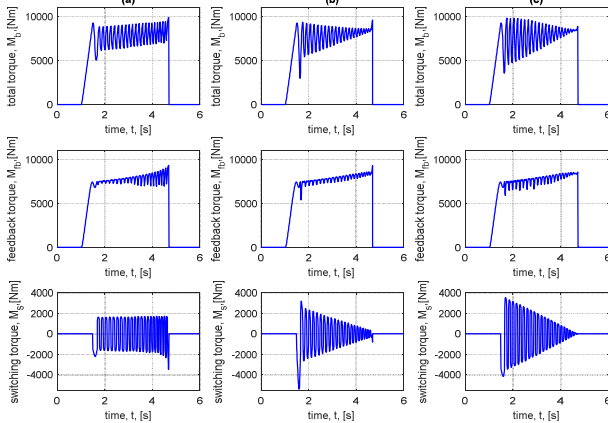 (a) (b) (c)
total torque, M_b, [Nm]
10000
5000
0
0 2 4 6
time, t, [s]
total torque, M_b, [Nm]
10000
5000
0
0 2 4 6
time, t, [s]
total torque, M_b, [Nm]
10000
5000
0
0 2 4 6
time, t, [s]
feedback torque, M_fb, [Nm]
10000
5000
0
0 2 4 6
time, t, [s]
feedback torque, M_fb, [Nm]
10000
5000
0
0 2 4 6
time, t, [s]
feedback torque, M_fb, [Nm]
10000
5000
0
0 2 4 6
time, t, [s]
switching torque, M_s, [Nm]
4000
2000
0
-2000
-4000
0 2 4 6
time, t, [s]
switching torque, M_s, [Nm]
4000
2000
0
-2000
-4000
0 2 4 6
time, t, [s]
switching torque, M_s, [Nm]
4000
2000
0
-2000
-4000
0 2 4 6
time, t, [s]